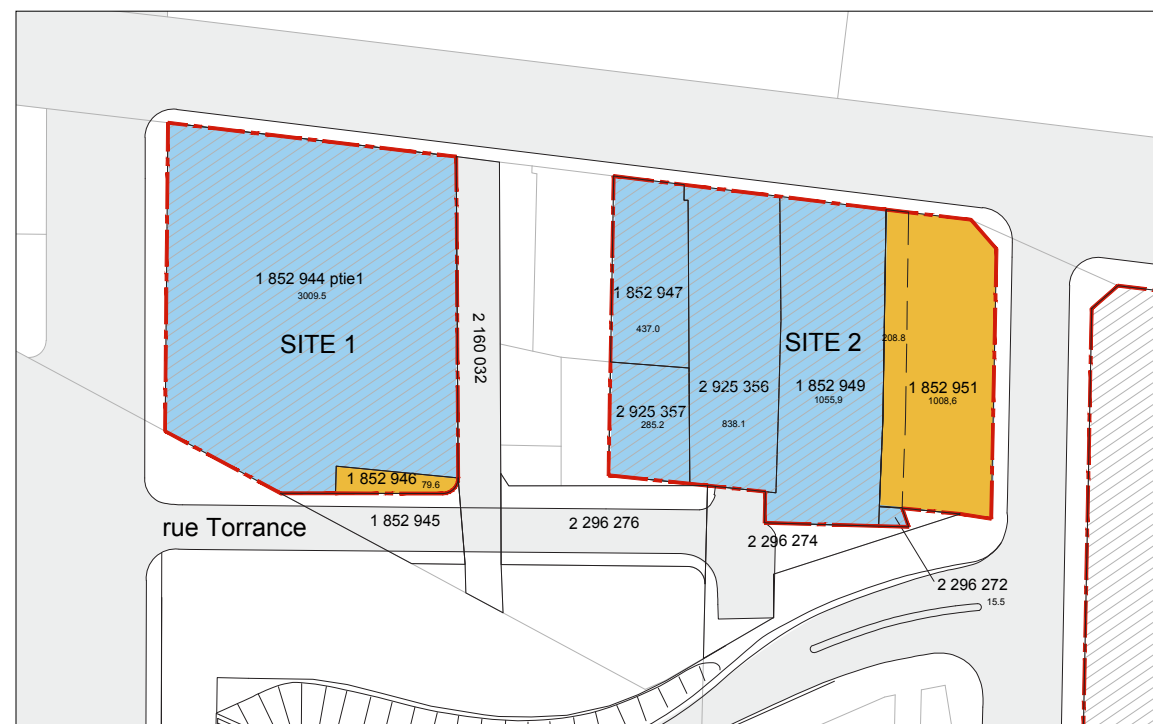 1 852 944 ptie1
3009.5
SITE 1
2 160 032
1 852 946 79.6
1 852 945
rue Torrance
1 852 947
437.0
2 925 357
285.2
2 925 356
838.1
SITE 2
1 852 949
1055,9
208.8
1 852 951
1008,6
2 296 276
2 296 274
2 296 272
15.5